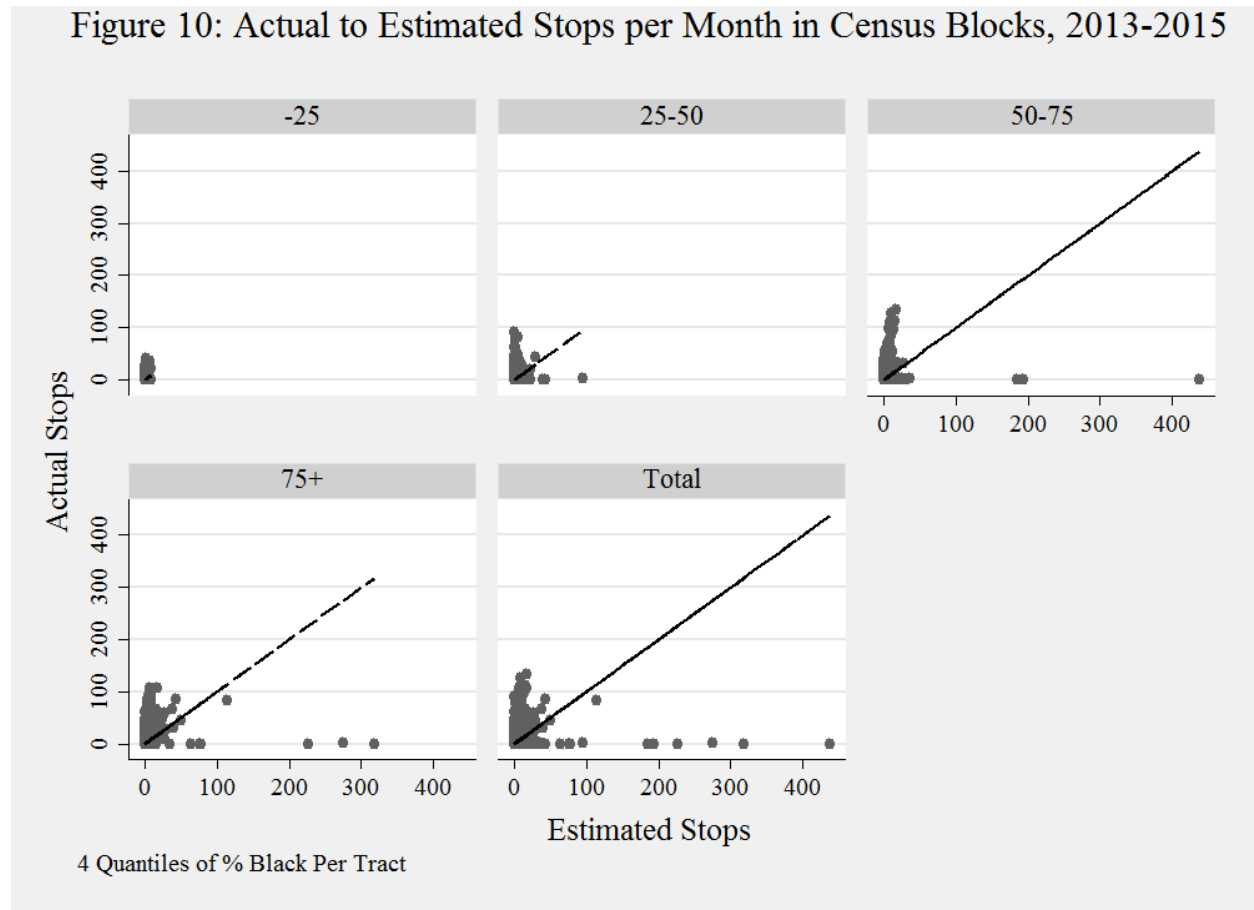 Figure 10: Actual to Estimated Stops per Month in Census Blocks, 2013-2015
-25
25-50
50-75
400
300
200
100
0
0 100 200 300 400
Actual Stops
75+
Total
400
300
200
100
0
0 100 200 300 400
0 100 200 300 400
Estimated Stops
4 Quantiles of % Black Per Tract